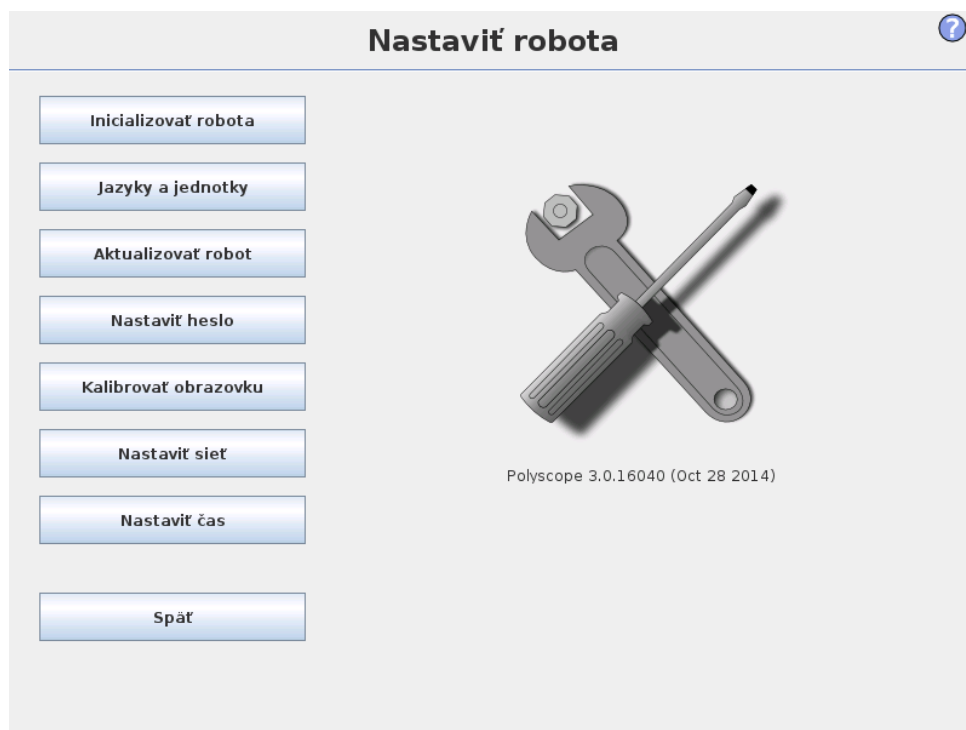 Nastaviť robota
?
Inicializovať robota
Jazyky a jednotky
Aktualizovať robot
Nastaviť heslo
Kalibrovať obrazovku
Nastaviť sieť
Nastaviť čas
Späť
Polyscope 3.0.16040 (Oct 28 2014)